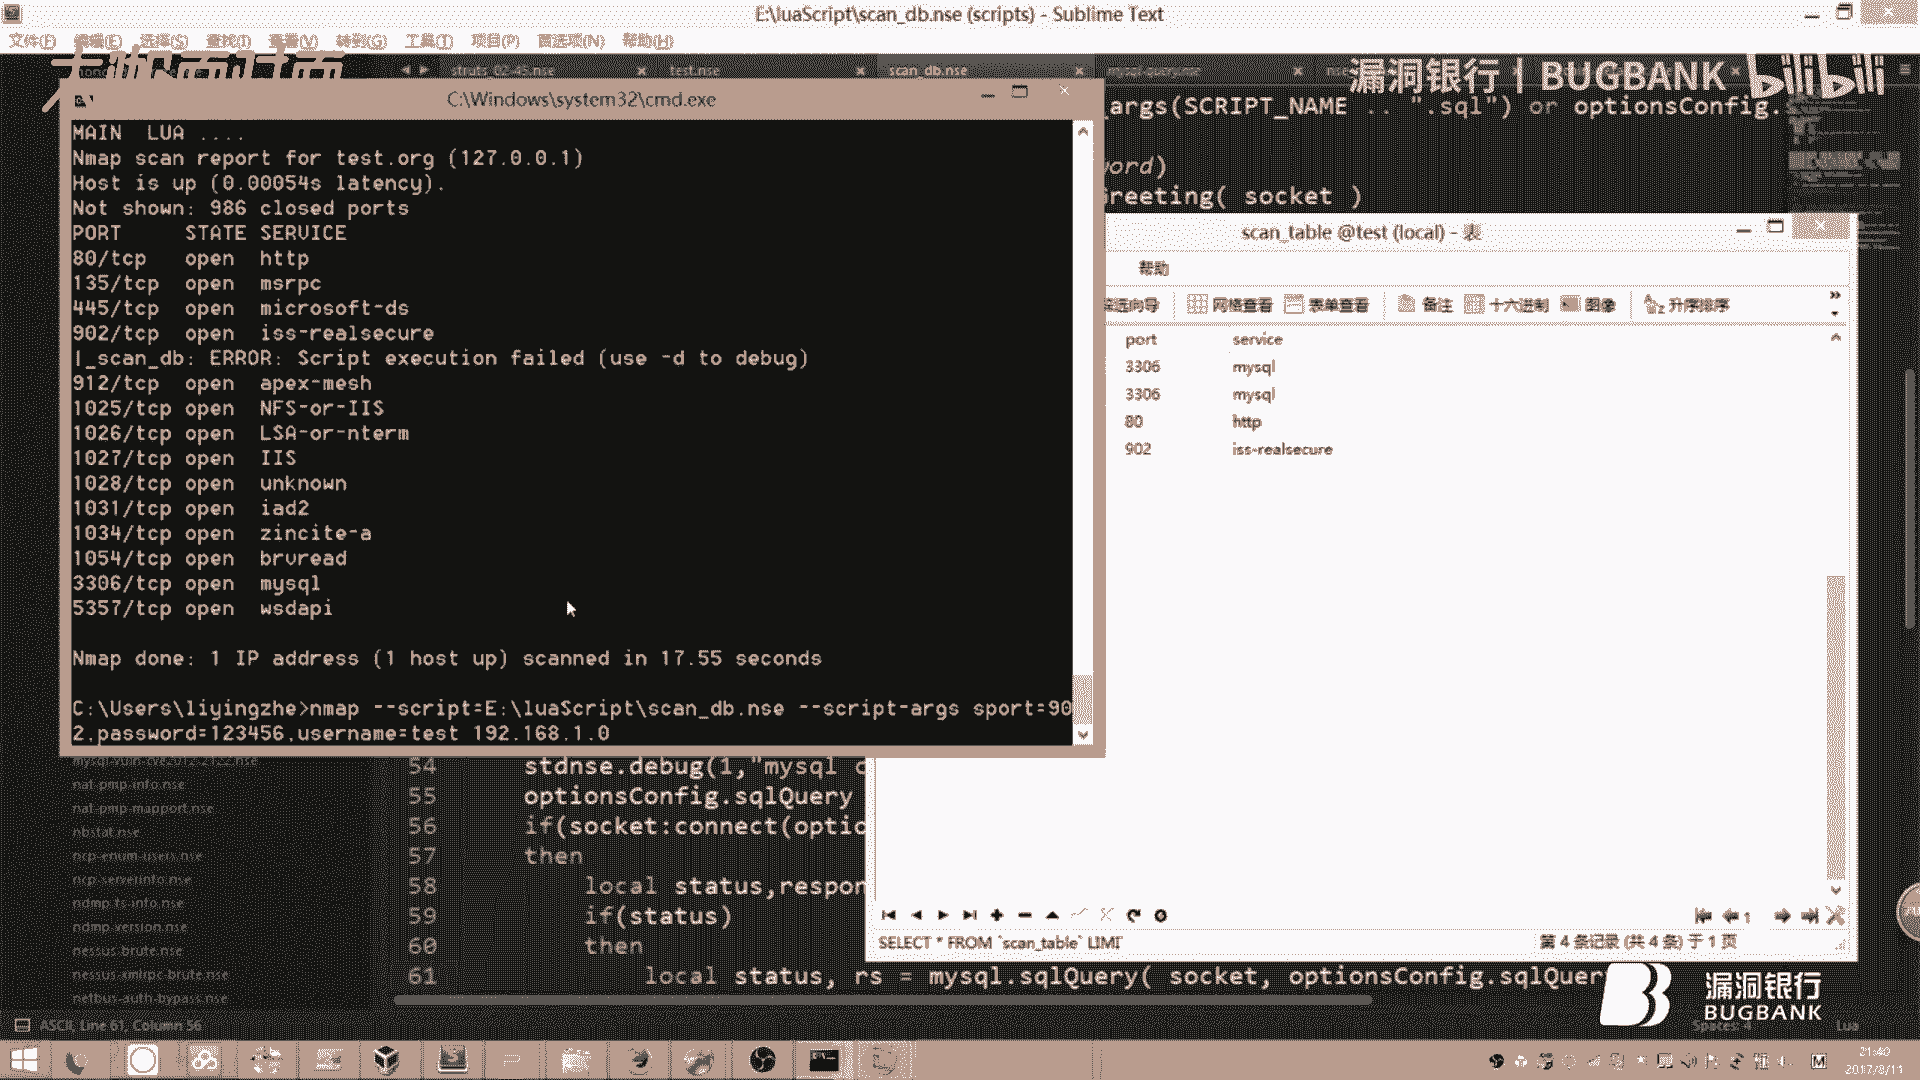 E:\luaScript\scan_db.nse (scripts) - Sublime Text
文件(F) 编辑(E) 选择(S) 查找(I) 查看(V) 转到(G) 工具(T) 项目(P) 首选项(N) 帮助(H)
大咖面对面
漏洞银行 | BUGBANK bilibili
struts_02-45.nse
test.nse
scan_db.nse
mysql-query.nse
args(SCRIPT_NAME .. ".sql") or optionsConfig.
word)
Greeting( socket )
C:\Windows\system32\cmd.exe
MAIN  LUA ....
Nmap scan report for test.org (127.0.0.1)
Host is up (0.00054s latency).
Not shown: 986 closed ports
PORT     STATE SERVICE
80/tcp   open  http
135/tcp  open  msrpc
445/tcp  open  microsoft-ds
902/tcp  open  iss-realsecure
|_scan_db: ERROR: Script execution failed (use -d to debug)
912/tcp  open  apex-mesh
1025/tcp open  NFS-or-IIS
1026/tcp open  LSA-or-nterm
1027/tcp open  IIS
1028/tcp open  unknown
1031/tcp open  iad2
1034/tcp open  zincite-a
1054/tcp open  brvread
3306/tcp open  mysql
5357/tcp open  wsdapi
Nmap done: 1 IP address (1 host up) scanned in 17.55 seconds
C:\Users\liyingzhe>nmap --script=E:\luaScript\scan_db.nse --script-args sport=90
2,password=123456,username=test 192.168.1.0
scan_table @test (local) - 表
帮助
筛选向导 网格查看 表单查看 备注 十六进制 图像 升序排序
port service
3306 mysql
3306 mysql
80 http
902 iss-realsecure
1
SELECT * FROM `scan_table` LIMI
第 4 条记录 (共 4 条) 于 1 页
mysql-vuln-cve2012-2122.nse
nat-pmp-info.nse
nat-pmp-mapport.nse
nbstat.nse
ncp-enum-users.nse
ncp-serverinfo.nse
ndmp-fs-info.nse
ndmp-version.nse
nessus-brute.nse
nessus-xmlrpc-brute.nse
netbus-auth-bypass.nse
54 stdnse.debug(1,"mysql c
55 optionsConfig.sqlQuery
56 if(socket:connect(optio
57 then
58 local status,respon
59 if(status)
60 then
61 local status, rs = mysql.sqlQuery( socket, optionsConfig.sqlQuer
漏洞银行
BUGBANK
ASCII, Line 61, Column 56
Spaces: 4
Lua
21:40
2017/8/11